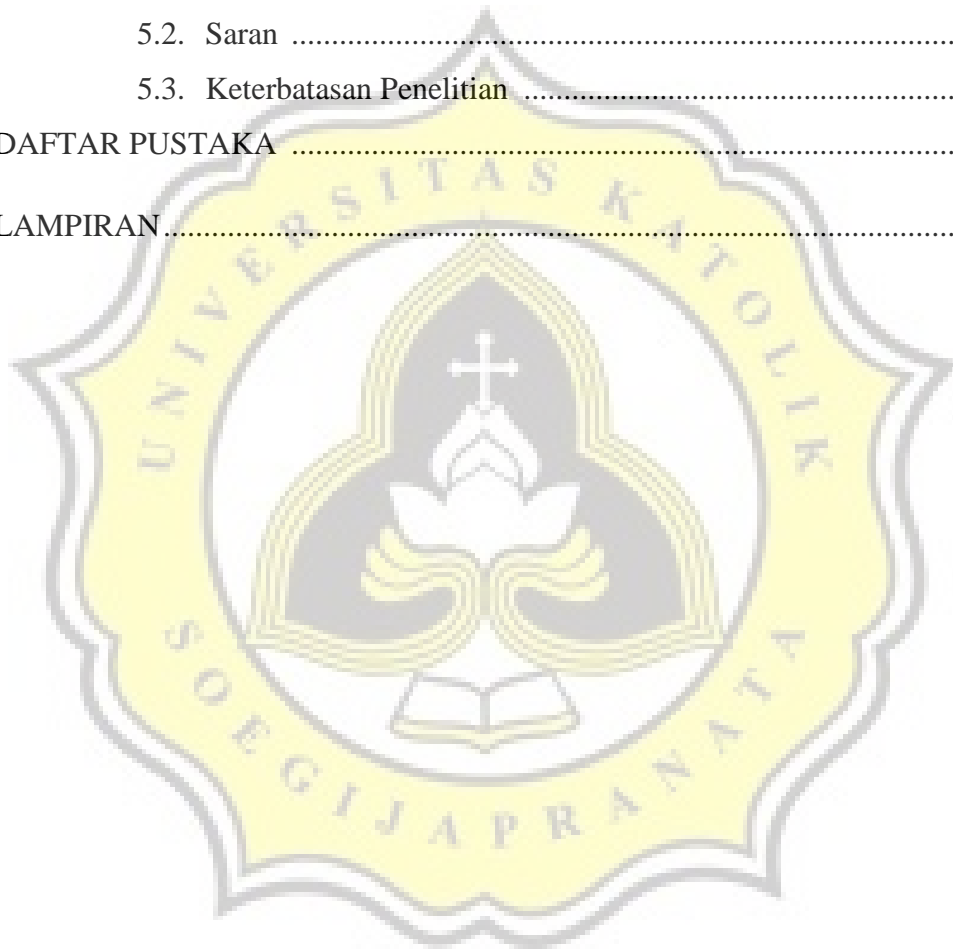 5.2. Saran ......................................................................................
5.3. Keterbatasan Penelitian .......................................................
DAFTAR PUSTAKA ......................................................................................
LAMPIRAN......................................................................................................
UNIVERSITAS KATOLIK
SOEGIJAPRANATA